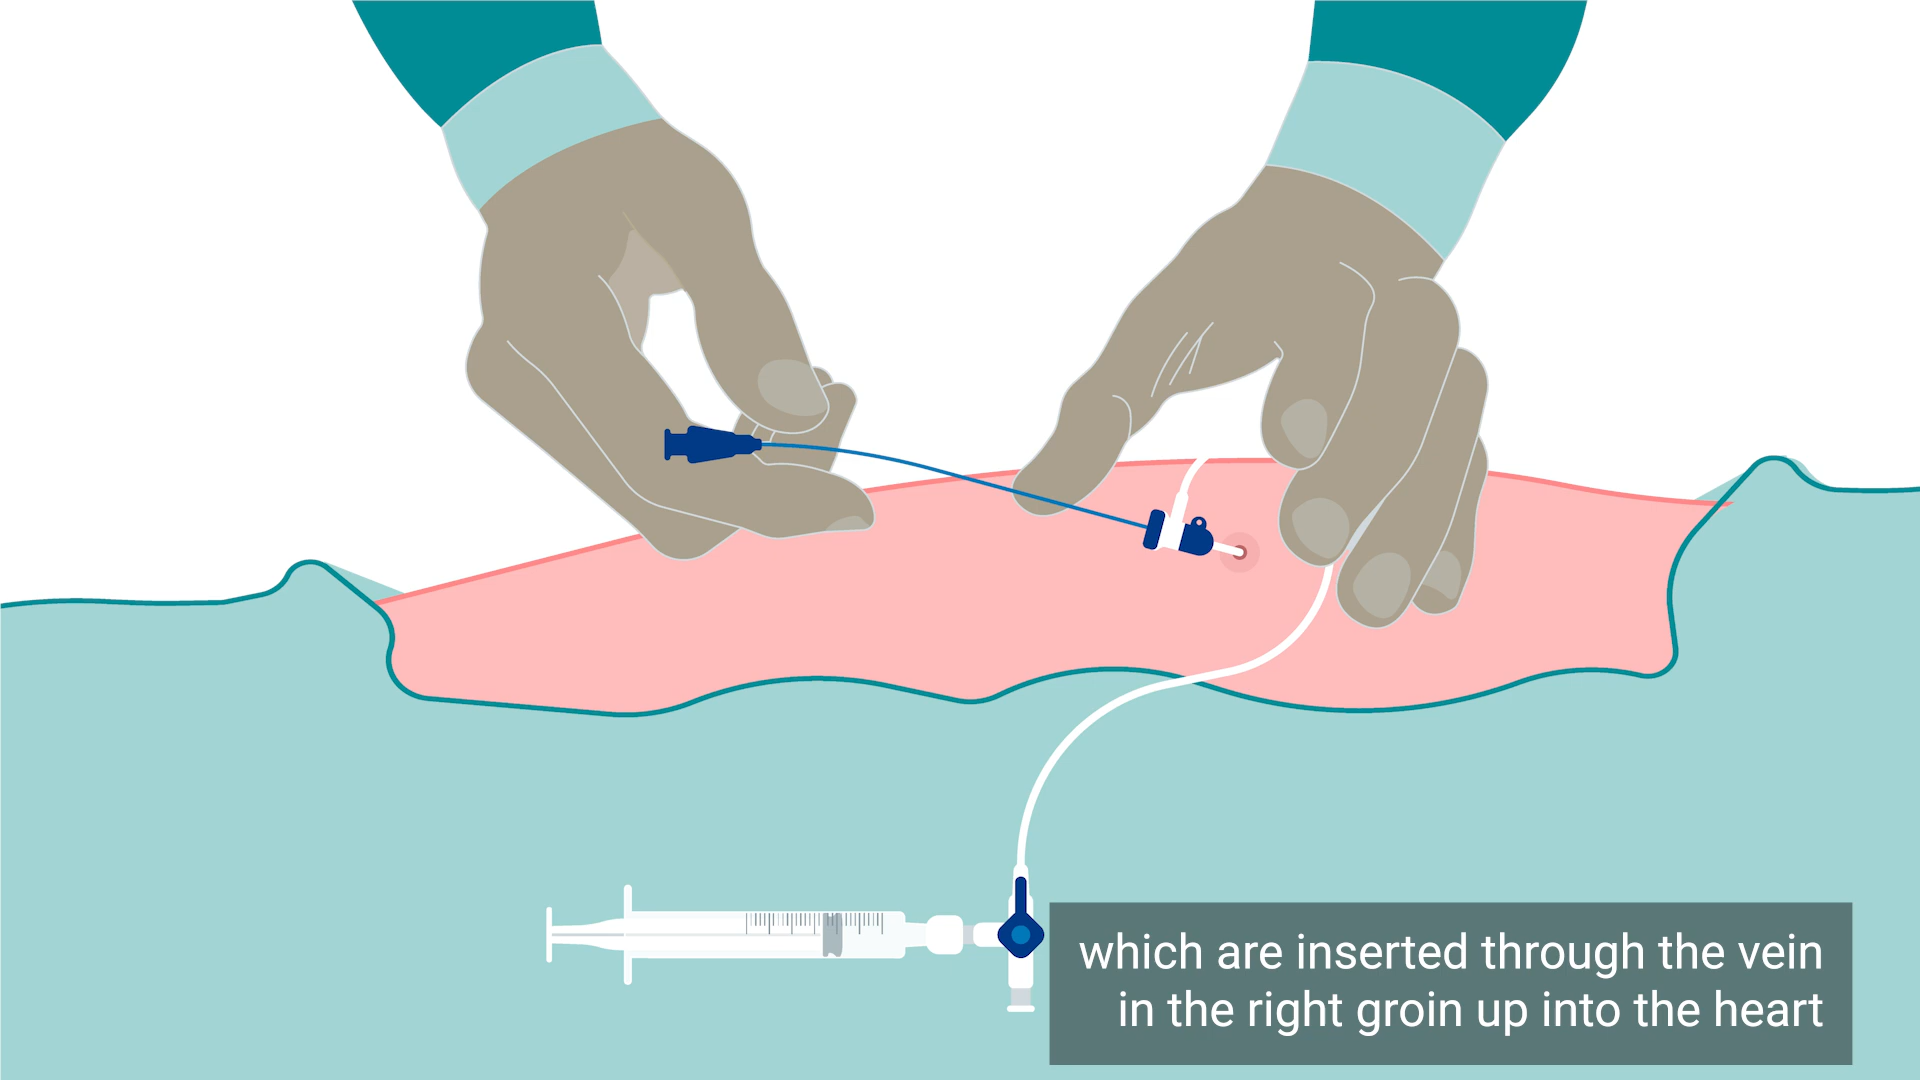 which are inserted through the vein
in the right groin up into the heart